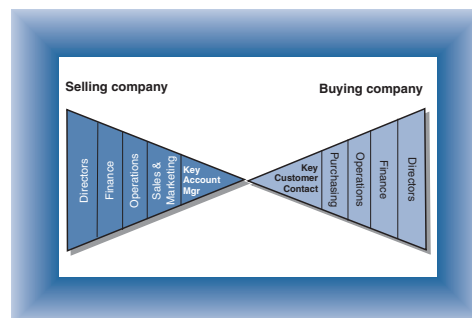 Selling company
Buying company
Directors
Finance
Operations
Sales &
Marketing
Key
Account
Mgr
Key
Customer
Contact
Purchasing
Operations
Finance
Directors